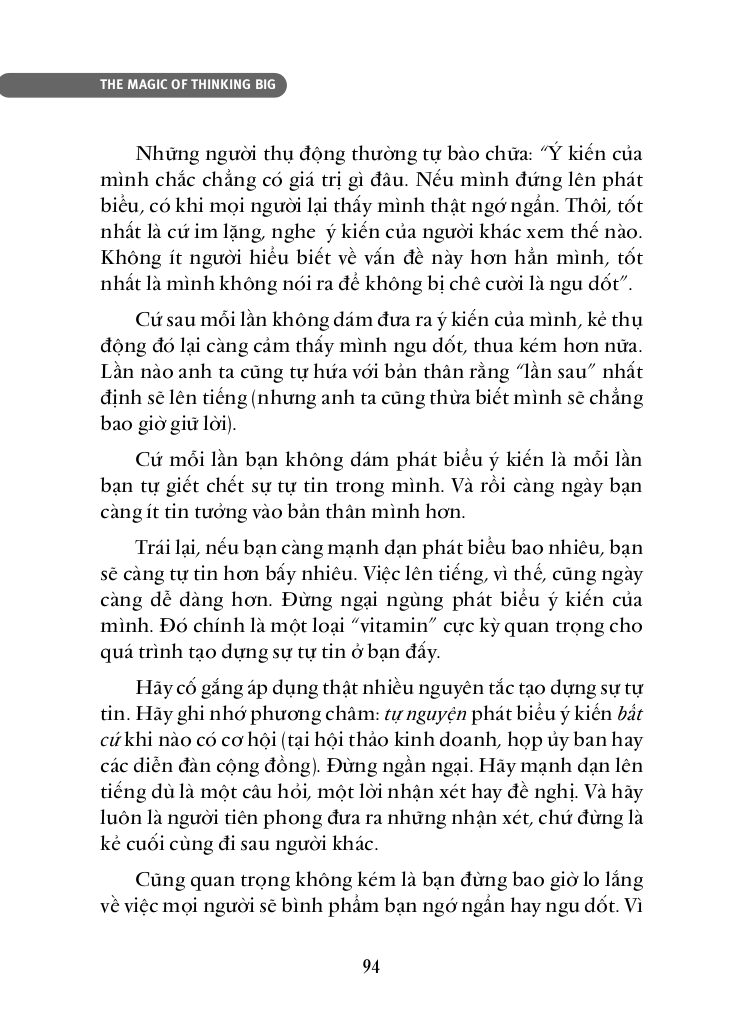 THE MAGIC OF THINKING BIG
Những người thụ động thường tự bào chữa: “Ý kiến của
mình chắc chẳng có giá trị gì đâu. Nếu mình đứng lên phát
biểu, có khi mọi người lại thấy mình thật ngớ ngẩn. Thôi, tốt
nhất là cứ im lặng, nghe ý kiến của người khác xem thế nào.
Không ít người hiểu biết về vấn đề này hơn hẳn mình, tốt
nhất là mình không nói ra để không bị chê cười là ngu dốt”.
Cứ sau mỗi lần không dám đưa ra ý kiến của mình, kẻ thụ
động đó lại càng cảm thấy mình ngu dốt, thua kém hơn nữa.
Lần nào anh ta cũng tự hứa với bản thân rằng “lần sau” nhất
định sẽ lên tiếng (nhưng anh ta cũng thừa biết mình sẽ chẳng
bao giờ giữ lời).
Cứ mỗi lần bạn không dám phát biểu ý kiến là mỗi lần
bạn tự giết chết sự tự tin trong mình. Và rồi càng ngày bạn
càng ít tin tưởng vào bản thân mình hơn.
Trái lại, nếu bạn càng mạnh dạn phát biểu bao nhiêu, bạn
sẽ càng tự tin hơn bấy nhiêu. Việc lên tiếng, vì thế, cũng ngày
càng dễ dàng hơn. Đừng ngại ngùng phát biểu ý kiến của
mình. Đó chính là một loại “vitamin” cực kỳ quan trọng cho
quá trình tạo dựng sự tự tin ở bạn đấy.
Hãy cố gắng áp dụng thật nhiều nguyên tắc tạo dựng sự tự
tin. Hãy ghi nhớ phương châm: tự nguyện phát biểu ý kiến bất
cứ khi nào có cơ hội (tại hội thảo kinh doanh, họp ủy ban hay
các diễn đàn cộng đồng). Đừng ngần ngại. Hãy mạnh dạn lên
tiếng dù là một câu hỏi, một lời nhận xét hay đề nghị. Và hãy
luôn là người tiên phong đưa ra những nhận xét, chứ đừng là
kẻ cuối cùng đi sau người khác.
Cũng quan trọng không kém là bạn đừng bao giờ lo lắng
về việc mọi người sẽ bình phẩm bạn ngớ ngẩn hay ngu dốt. Vì
94